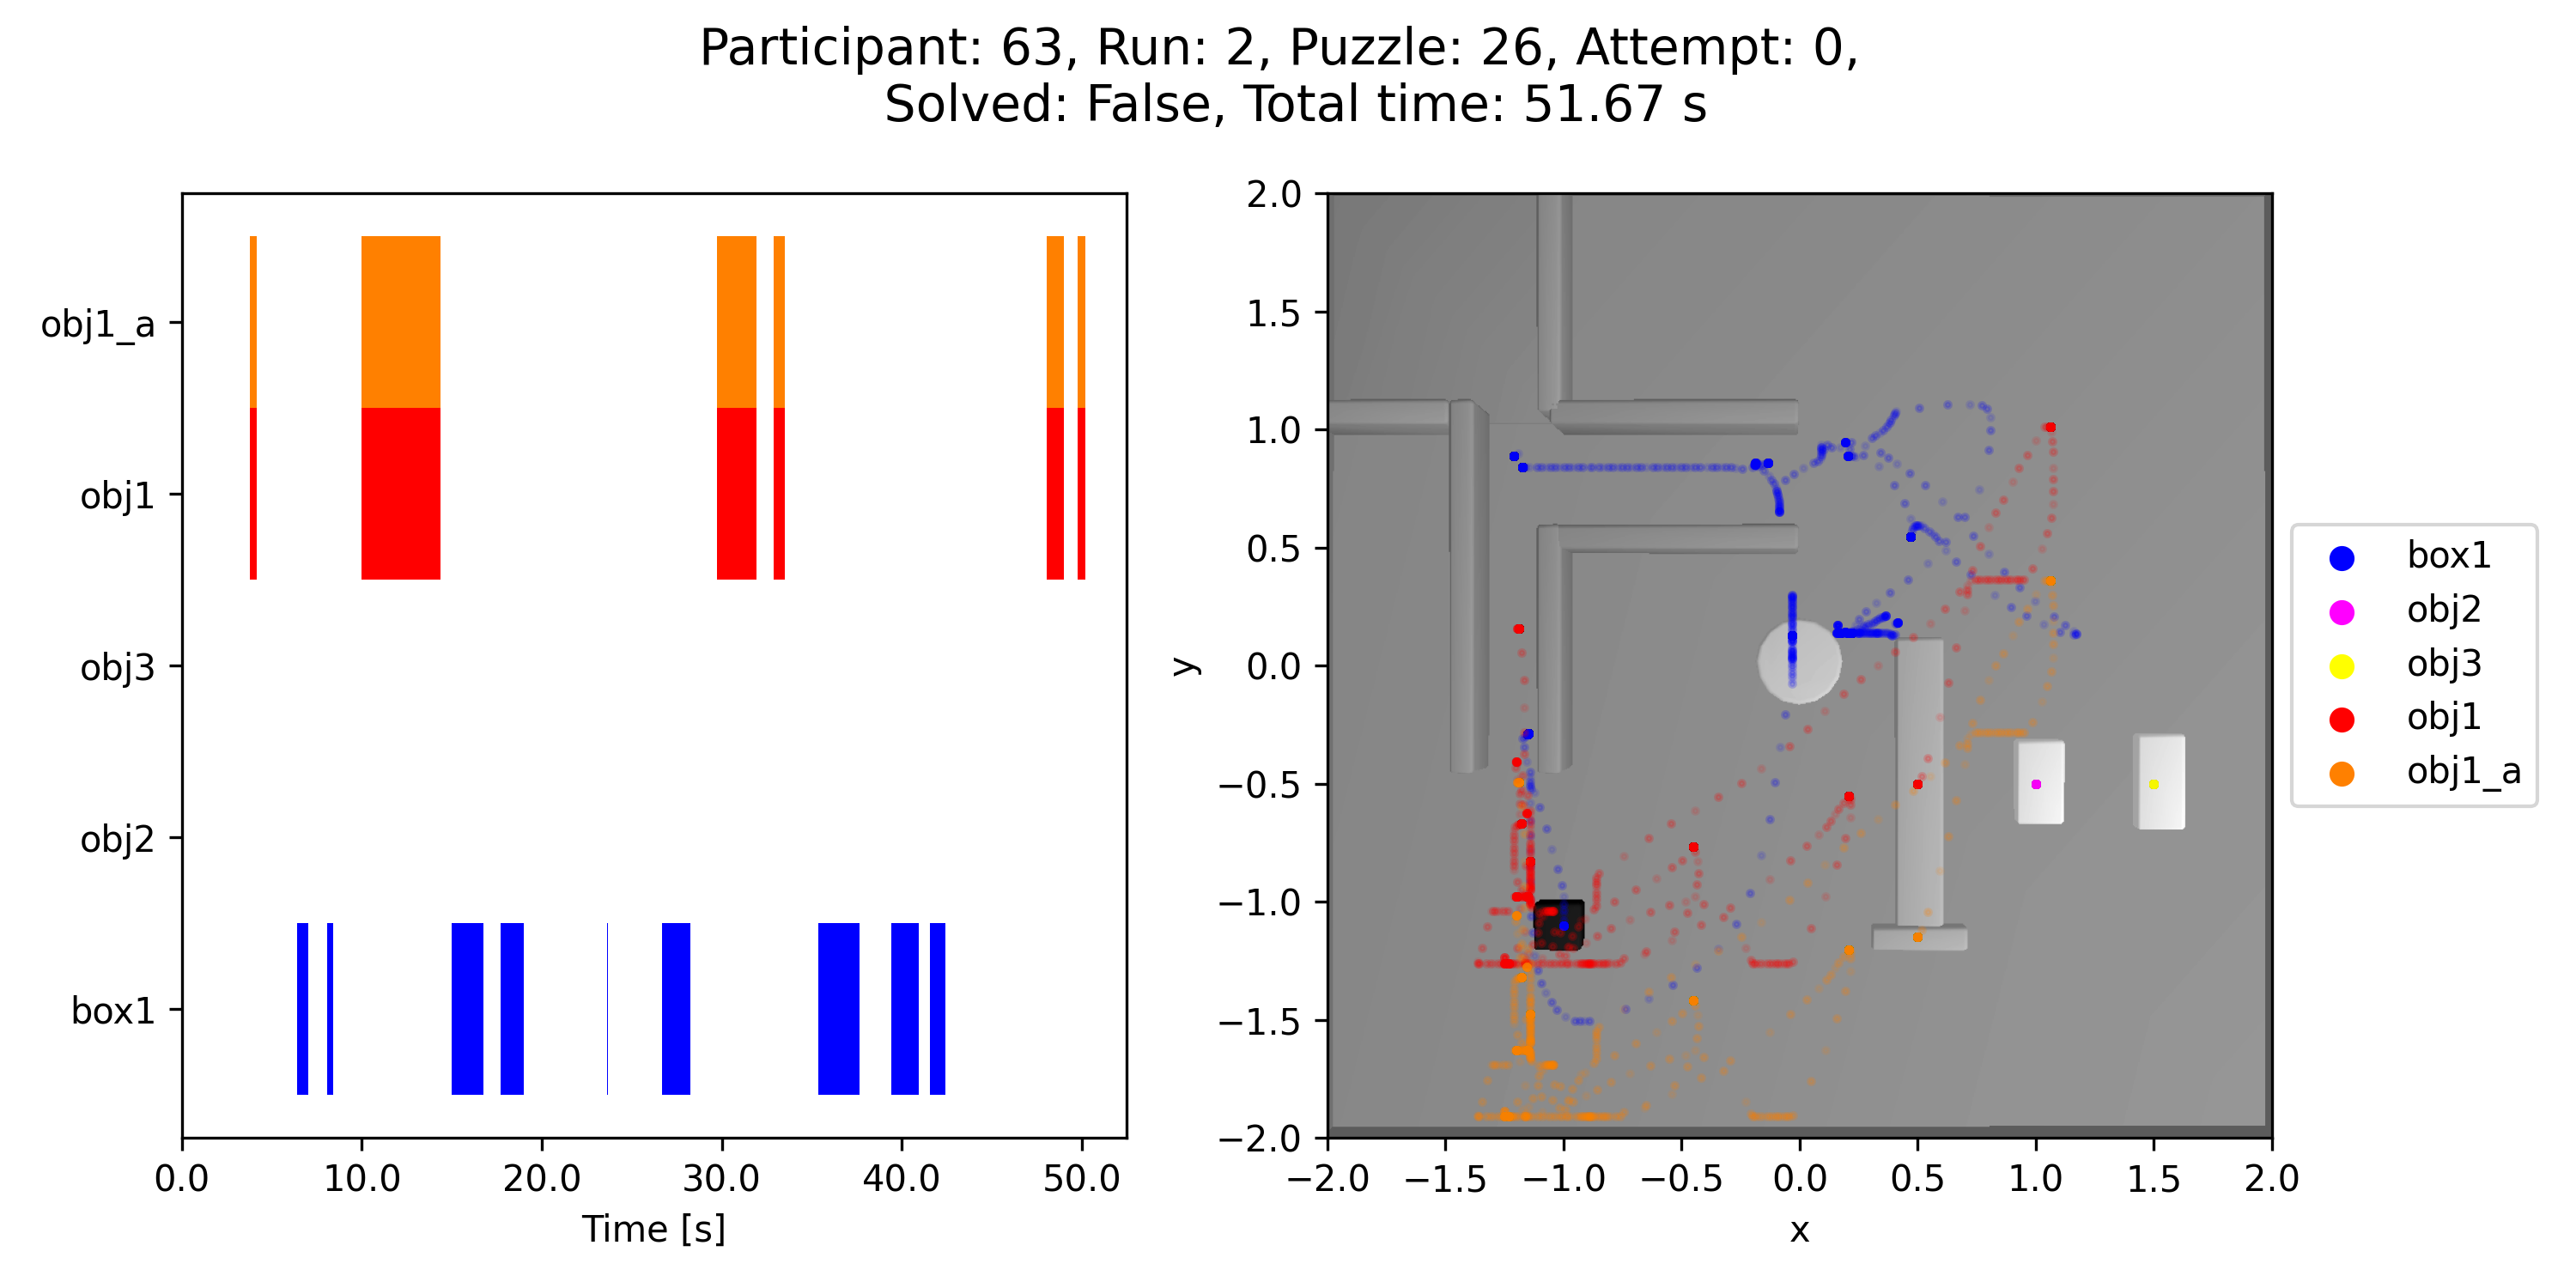 Participant: 63, Run: 2, Puzzle: 26, Attempt: 0,
Solved: False, Total time: 51.67 s
obj1_a
obj1
obj3
obj2
box1
0.0 10.0 20.0 30.0 40.0 50.0
Time [s]
2.0
1.5
1.0
0.5
0.0
−0.5
−1.0
−1.5
−2.0
y
−2.0 −1.5 −1.0 −0.5 0.0 0.5 1.0 1.5 2.0
x
box1
obj2
obj3
obj1
obj1_a